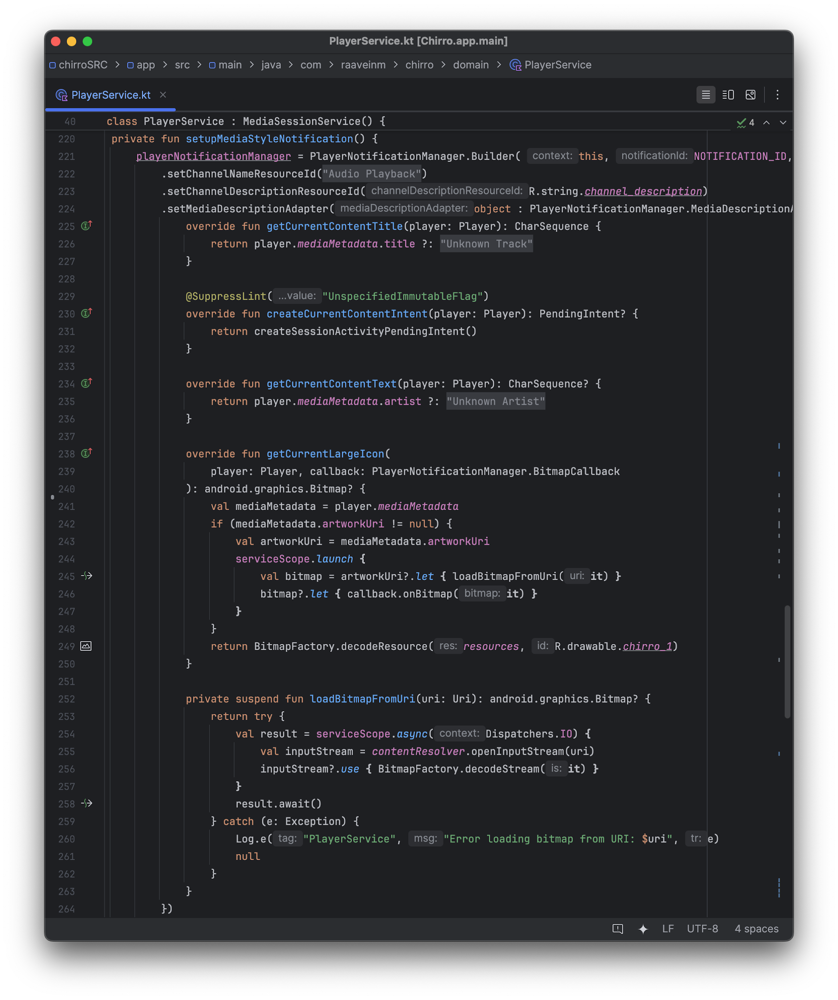 PlayerService.kt [Chirro.app.main]
chirroSRC > app > src > main > java > com > raaveinm > chirro > domain > PlayerService
PlayerService.kt ×
40 class PlayerService : MediaSessionService() {
4
220 private fun setupMediaStyleNotification() {
221 playerNotificationManager = PlayerNotificationManager.Builder( context: this, notificationId: NOTIFICATION_ID,
222 .setChannelNameResourceId("Audio Playback")
223 .setChannelDescriptionResourceId( channelDescriptionResourceId: R.string.channel_description)
224 .setMediaDescriptionAdapter( mediaDescriptionAdapter: object : PlayerNotificationManager.MediaDescriptionA
225 override fun getCurrentContentTitle(player: Player): CharSequence {
226 return player.mediaMetadata.title ?: "Unknown Track"
227 }
228
229 @SuppressLint( ...value: "UnspecifiedImmutableFlag")
230 override fun createCurrentContentIntent(player: Player): PendingIntent? {
231 return createSessionActivityPendingIntent()
232 }
233
234 override fun getCurrentContentText(player: Player): CharSequence? {
235 return player.mediaMetadata.artist ?: "Unknown Artist"
236 }
237
238 override fun getCurrentLargeIcon(
239 player: Player, callback: PlayerNotificationManager.BitmapCallback
240 ): android.graphics.Bitmap? {
241 val mediaMetadata = player.mediaMetadata
242 if (mediaMetadata.artworkUri != null) {
243 val artworkUri = mediaMetadata.artworkUri
244 serviceScope.launch {
245 val bitmap = artworkUri?.let { loadBitmapFromUri( uri: it) }
246 bitmap?.let { callback.onBitmap( bitmap: it) }
247 }
248 }
249 return BitmapFactory.decodeResource( res: resources, id: R.drawable.chirro_1)
250 }
251
252 private suspend fun loadBitmapFromUri(uri: Uri): android.graphics.Bitmap? {
253 return try {
254 val result = serviceScope.async( context: Dispatchers.IO) {
255 val inputStream = contentResolver.openInputStream(uri)
256 inputStream?.use { BitmapFactory.decodeStream( is: it) }
257 }
258 result.await()
259 } catch (e: Exception) {
260 Log.e( tag: "PlayerService", msg: "Error loading bitmap from URI: $uri", tr: e)
261 null
262 }
263 }
264 })
LF UTF-8 4 spaces